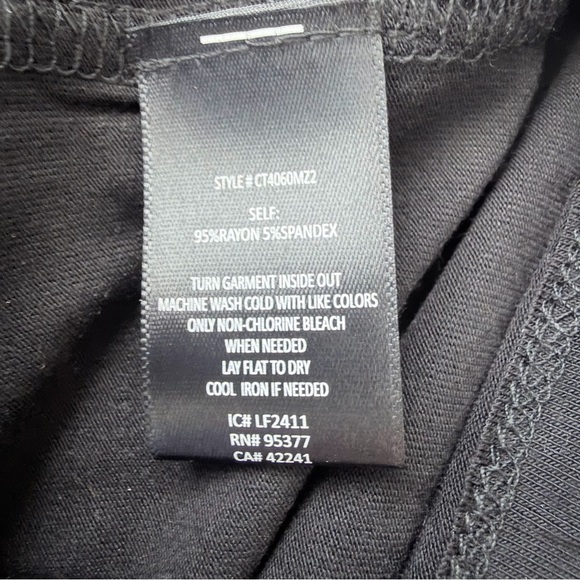 STYLE # CT4060MZ2
SELF:
95%RAYON 5%SPANDEX
TURN GARMENT INSIDE OUT
MACHINE WASH COLD WITH LIKE COLORS
ONLY NON-CHLORINE BLEACH
WHEN NEEDED
LAY FLAT TO DRY
COOL IRON IF NEEDED
IC# LF2411
RN# 95377
CA# 42241